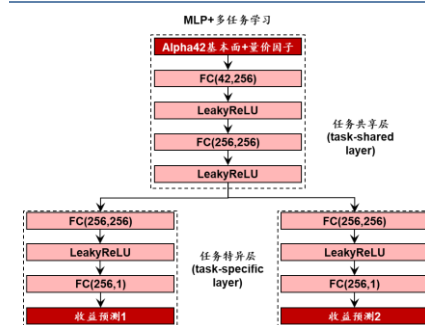 MLP+多任务学习
Alpha42基本面+量价因子
FC(42,256)
LeakyReLU
FC(256,256)
LeakyReLU
任务共享层
(task-shared
layer)
FC(256,256)
LeakyReLU
FC(256,1)
收益预测1
任务特异层
(task-specific
layer)
FC(256,256)
LeakyReLU
FC(256,1)
收益预测2